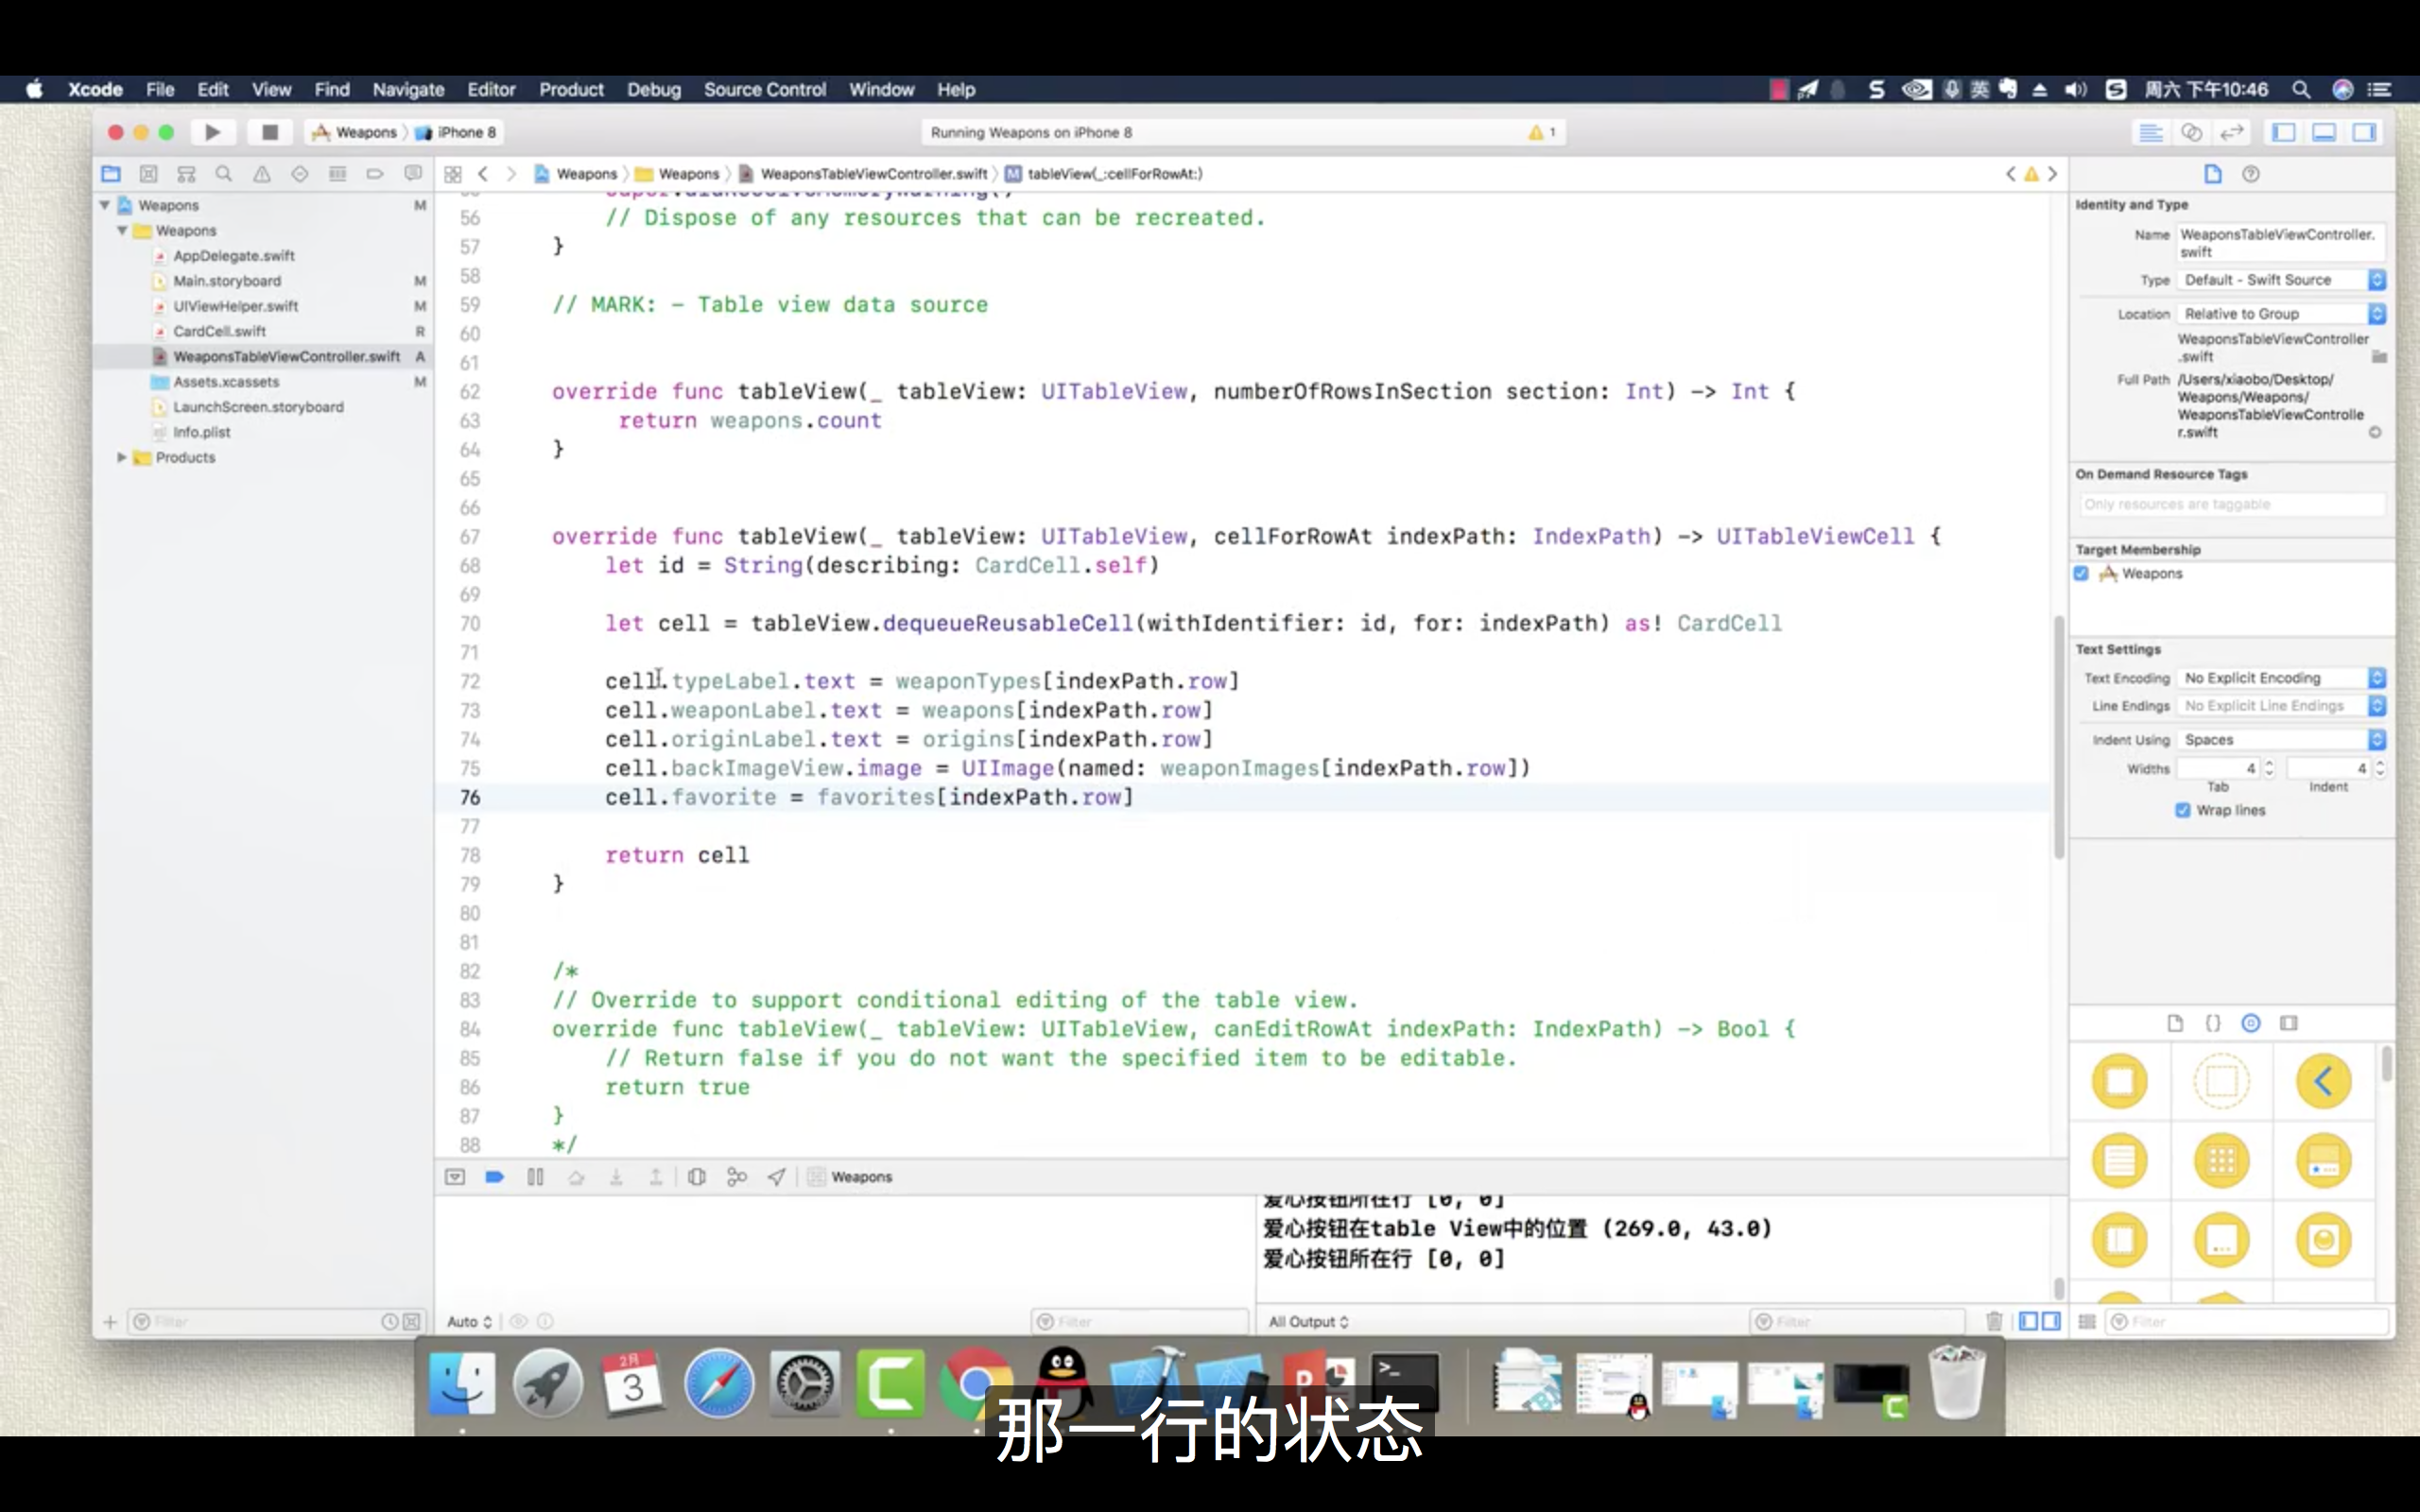 Xcode File Edit View Find Navigate Editor Product Debug Source Control Window Help 英 周六 下午10:46
Weapons iPhone 8 Running Weapons on iPhone 8 1
Weapons Weapons WeaponsTableViewController.swift M tableView(_:cellForRowAt:)
Weapons M
Weapons
AppDelegate.swift
Main.storyboard M
UIViewHelper.swift M
CardCell.swift R
WeaponsTableViewController.swift A
Assets.xcassets M
LaunchScreen.storyboard
Info.plist
Products
56 // Dispose of any resources that can be recreated.
57 }
58
59 // MARK: - Table view data source
60
61
62 override func tableView(_ tableView: UITableView, numberOfRowsInSection section: Int) -> Int {
63 return weapons.count
64 }
65
66
67 override func tableView(_ tableView: UITableView, cellForRowAt indexPath: IndexPath) -> UITableViewCell {
68 let id = String(describing: CardCell.self)
69
70 let cell = tableView.dequeueReusableCell(withIdentifier: id, for: indexPath) as! CardCell
71
72 cell.typeLabel.text = weaponTypes[indexPath.row]
73 cell.weaponLabel.text = weapons[indexPath.row]
74 cell.originLabel.text = origins[indexPath.row]
75 cell.backImageView.image = UIImage(named: weaponImages[indexPath.row])
76 cell.favorite = favorites[indexPath.row]
77
78 return cell
79 }
80
81
82 /*
83 // Override to support conditional editing of the table view.
84 override func tableView(_ tableView: UITableView, canEditRowAt indexPath: IndexPath) -> Bool {
85 // Return false if you do not want the specified item to be editable.
86 return true
87 }
88 */
Weapons
爱心按钮所在行 [0, 0]
爱心按钮在table View中的位置 (269.0, 43.0)
爱心按钮所在行 [0, 0]
Filter
Auto
Filter
All Output
Filter
Identity and Type
Name WeaponsTableViewController.
swift
Type Default - Swift Source
Location Relative to Group
WeaponsTableViewController
.swift
Full Path /Users/xiaobo/Desktop/
Weapons/Weapons/
WeaponsTableViewControlle
r.swift
On Demand Resource Tags
Only resources are taggable
Target Membership
Weapons
Text Settings
Text Encoding No Explicit Encoding
Line Endings No Explicit Line Endings
Indent Using Spaces
Widths 4 4
Tab Indent
Wrap lines
Filter
2月
3
那一行的状态